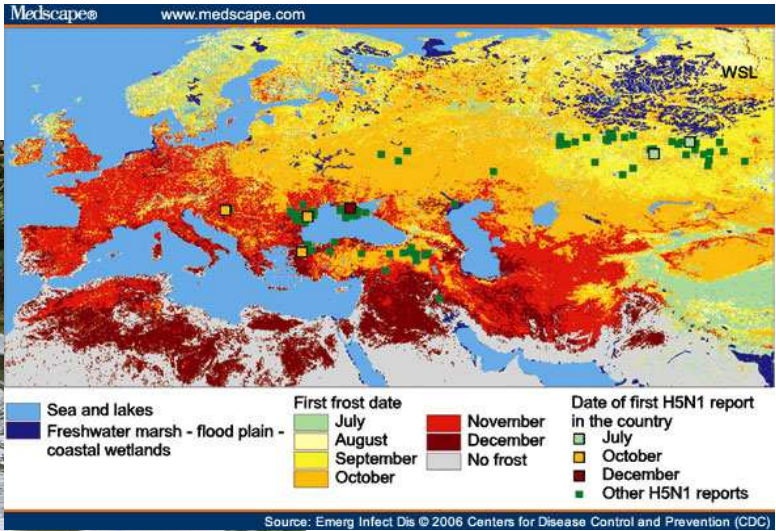 Medscape® www.medscape.com
WSL
Sea and lakes
Freshwater marsh - flood plain -
coastal wetlands
First frost date
July
August
September
October
November
December
No frost
Date of first H5N1 report
in the country
July
October
December
Other H5N1 reports
Source: Emerg Infect Dis © 2006 Centers for Disease Control and Prevention (CDC)